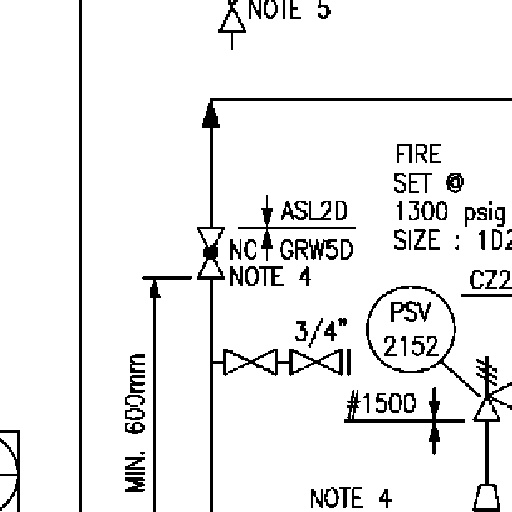 NOTE 5
FIRE
SET @
1300 psig
SIZE : 1D2
ASL2D
NC GRW5D
NOTE 4
CZ2
PSV
2152
3/4"
#1500
MIN. 600mm
NOTE 4